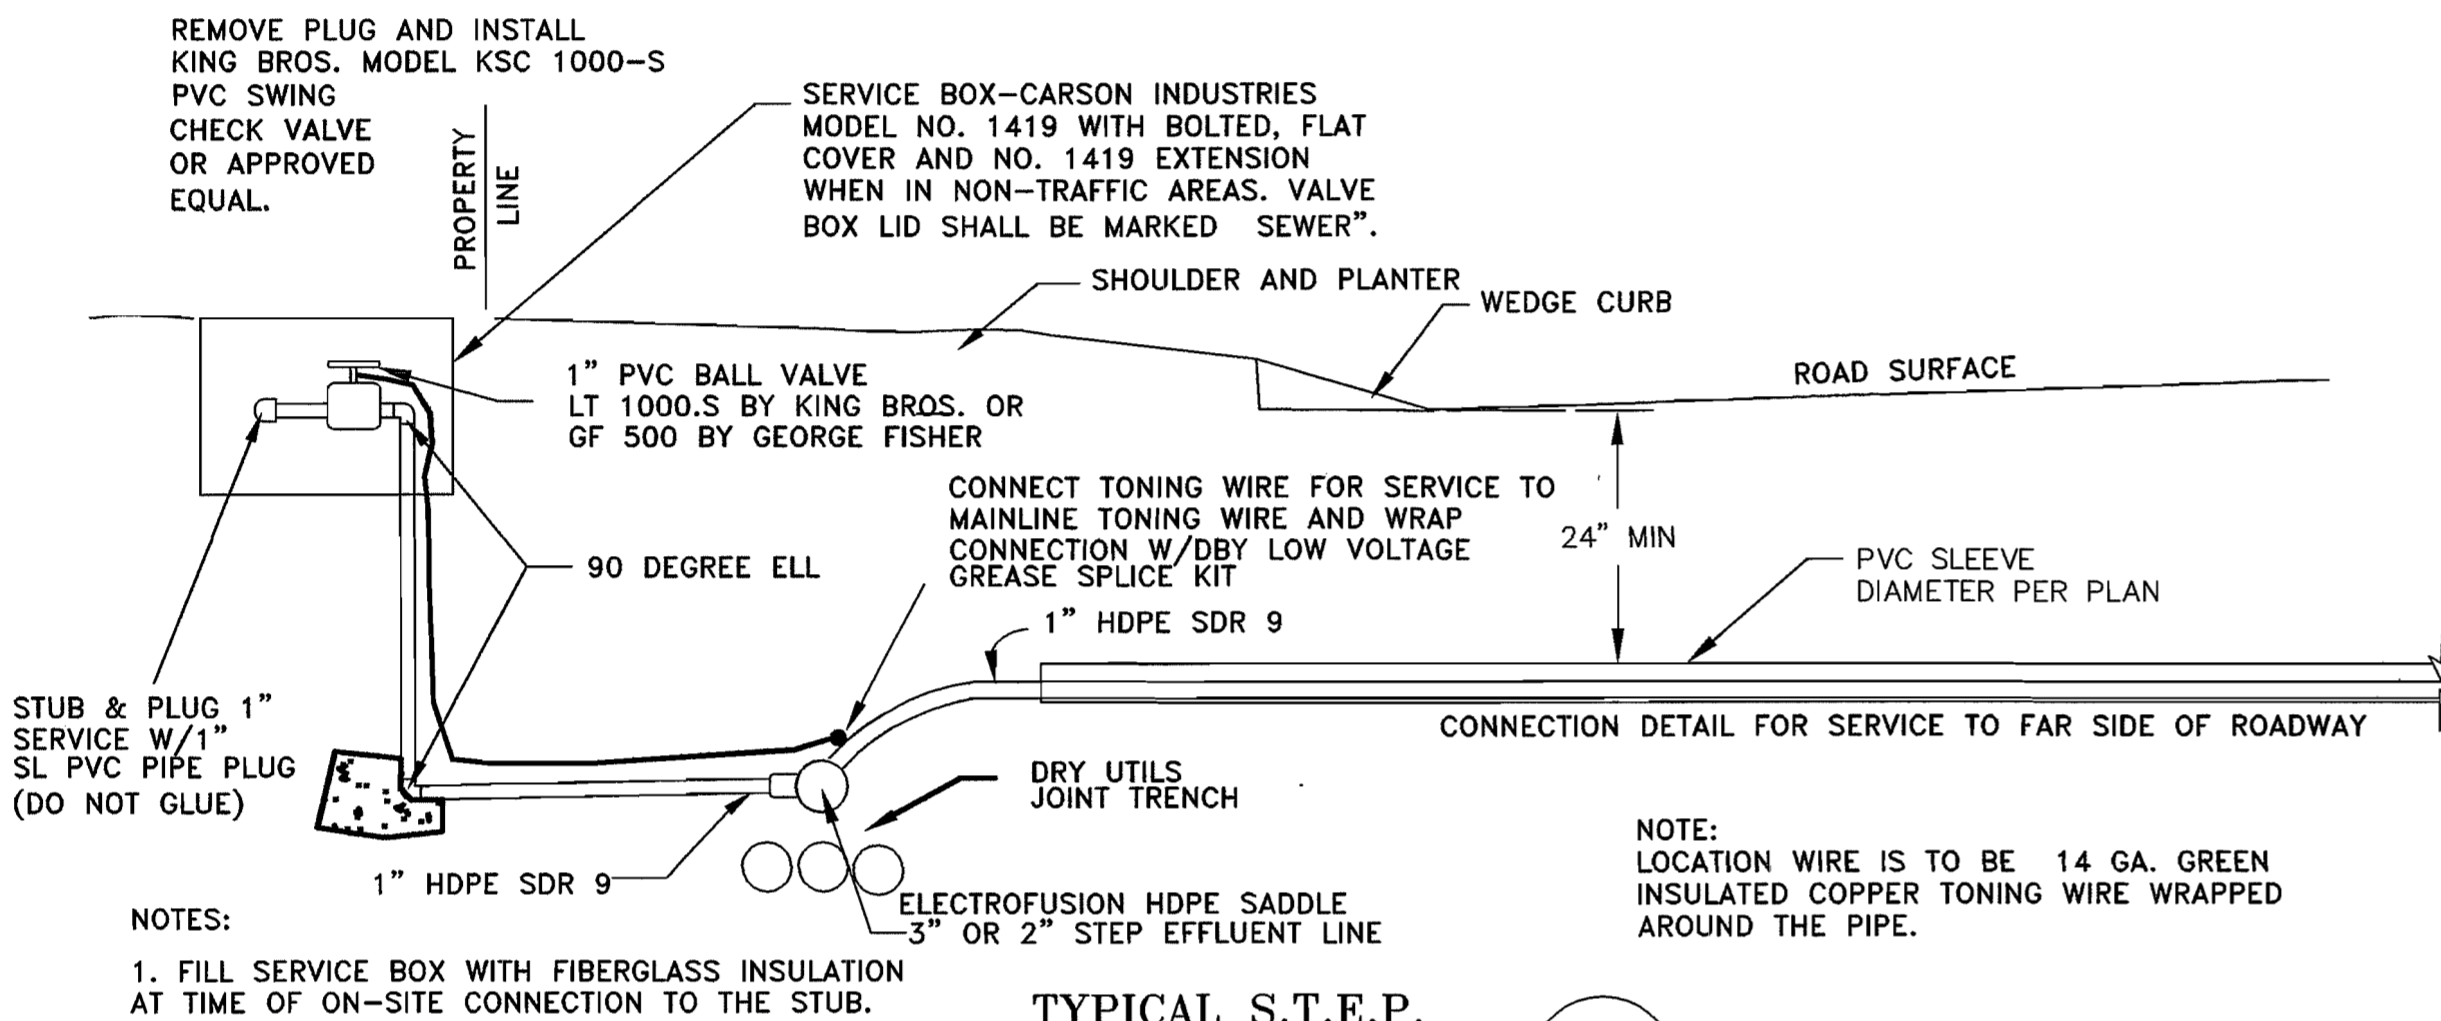 REMOVE PLUG AND INSTALL
KING BROS. MODEL KSC 1000-S
PVC SWING
CHECK VALVE
OR APPROVED
EQUAL.
PROPERTY
LINE
SERVICE BOX-CARSON INDUSTRIES
MODEL NO. 1419 WITH BOLTED, FLAT
COVER AND NO. 1419 EXTENSION
WHEN IN NON-TRAFFIC AREAS. VALVE
BOX LID SHALL BE MARKED SEWER".
SHOULDER AND PLANTER
WEDGE CURB
ROAD SURFACE
1" PVC BALL VALVE
LT 1000.S BY KING BROS. OR
GF 500 BY GEORGE FISHER
CONNECT TONING WIRE FOR SERVICE TO
MAINLINE TONING WIRE AND WRAP
CONNECTION W/DBY LOW VOLTAGE
GREASE SPLICE KIT
24" MIN
90 DEGREE ELL
PVC SLEEVE
DIAMETER PER PLAN
1" HDPE SDR 9
STUB & PLUG 1"
SERVICE W/1"
SL PVC PIPE PLUG
(DO NOT GLUE)
CONNECTION DETAIL FOR SERVICE TO FAR SIDE OF ROADWAY
DRY UTILS
JOINT TRENCH
1" HDPE SDR 9
ELECTROFUSION HDPE SADDLE
3" OR 2" STEP EFFLUENT LINE
NOTE:
LOCATION WIRE IS TO BE 14 GA. GREEN
INSULATED COPPER TONING WIRE WRAPPED
AROUND THE PIPE.
NOTES:
1. FILL SERVICE BOX WITH FIBERGLASS INSULATION
AT TIME OF ON-SITE CONNECTION TO THE STUB.
TYPICAL S.T.E.P.